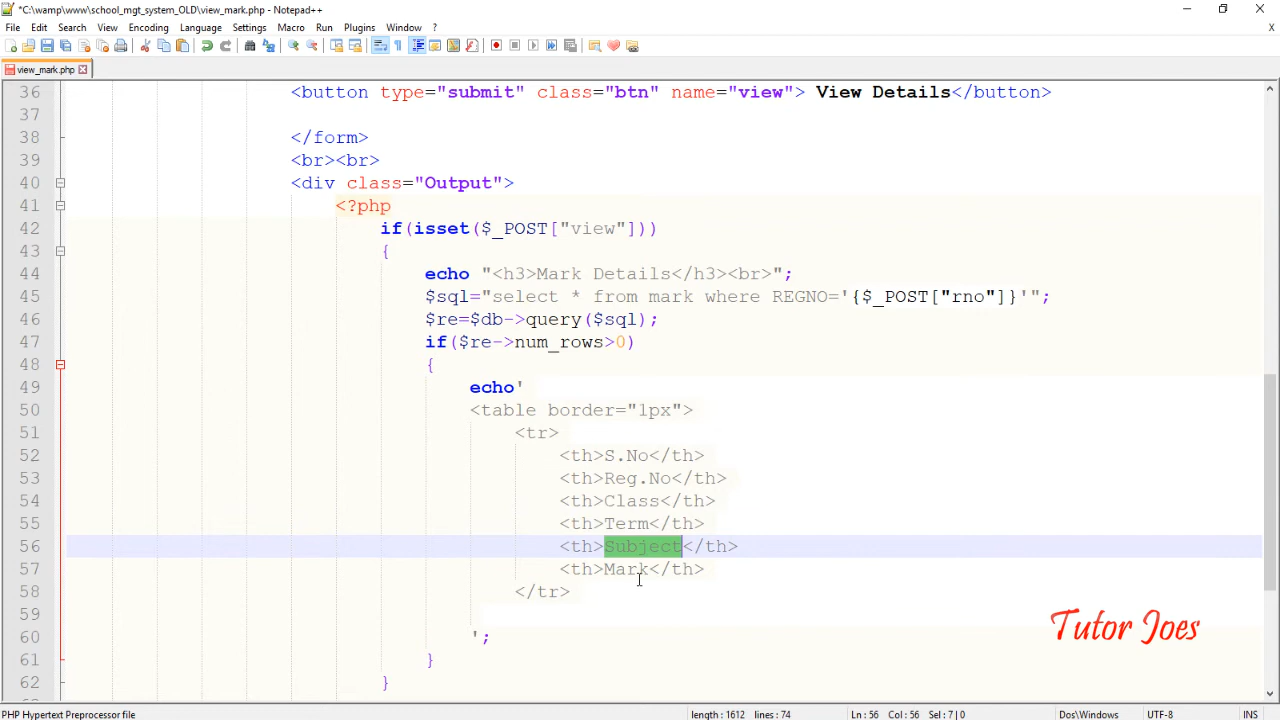 *C:\wamp\www\school_mgt_system_OLD\view_mark.php - Notepad++
File Edit Search View Encoding Language Settings Macro Run Plugins Window ?
X
view_mark.php
36 <button type="submit" class="btn" name="view"> View Details</button>
37
38 </form>
39 <br><br>
40 <div class="Output">
41 <?php
42 if(isset($_POST["view"]))
43 {
44 echo "<h3>Mark Details</h3><br>";
45 $sql="select * from mark where REGNO='{$_POST["rno"]}'";
46 $re=$db->query($sql);
47 if($re->num_rows>0)
48 {
49 echo'
50 <table border="1px">
51 <tr>
52 <th>S.No</th>
53 <th>Reg.No</th>
54 <th>Class</th>
55 <th>Term</th>
56 <th>Subject</th>
57 <th>Mark</th>
58 </tr>
59
60 ';
61 }
62 }
Tutor Joes
PHP Hypertext Preprocessor file length : 1612 lines : 74 Ln : 56 Col : 56 Sel : 7 | 0 Dos\Windows UTF-8 INS